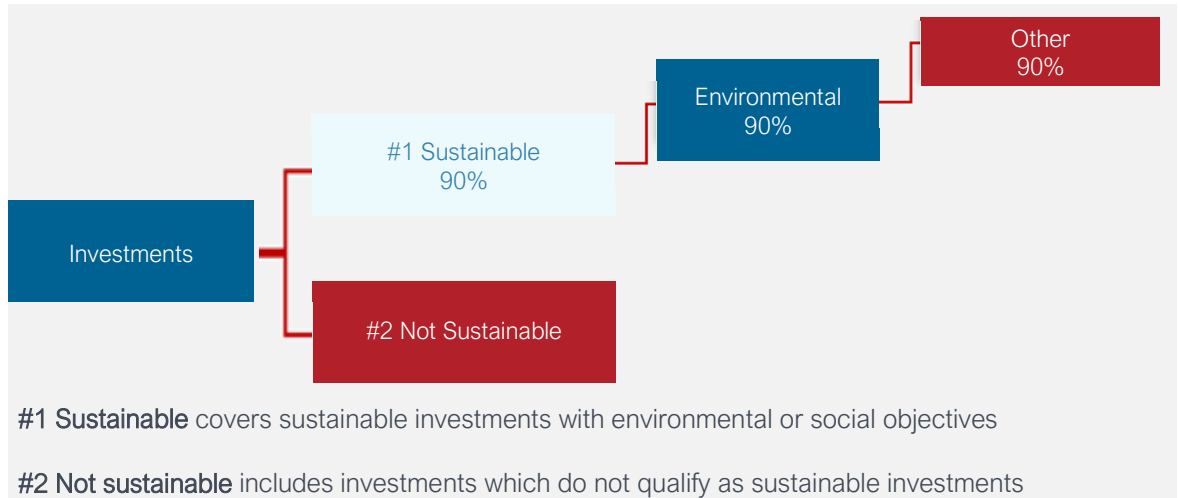 Other
90%
Environmental
90%
#1 Sustainable
90%
Investments
#2 Not Sustainable
#1 Sustainable covers sustainable investments with environmental or social objectives
#2 Not sustainable includes investments which do not qualify as sustainable investments